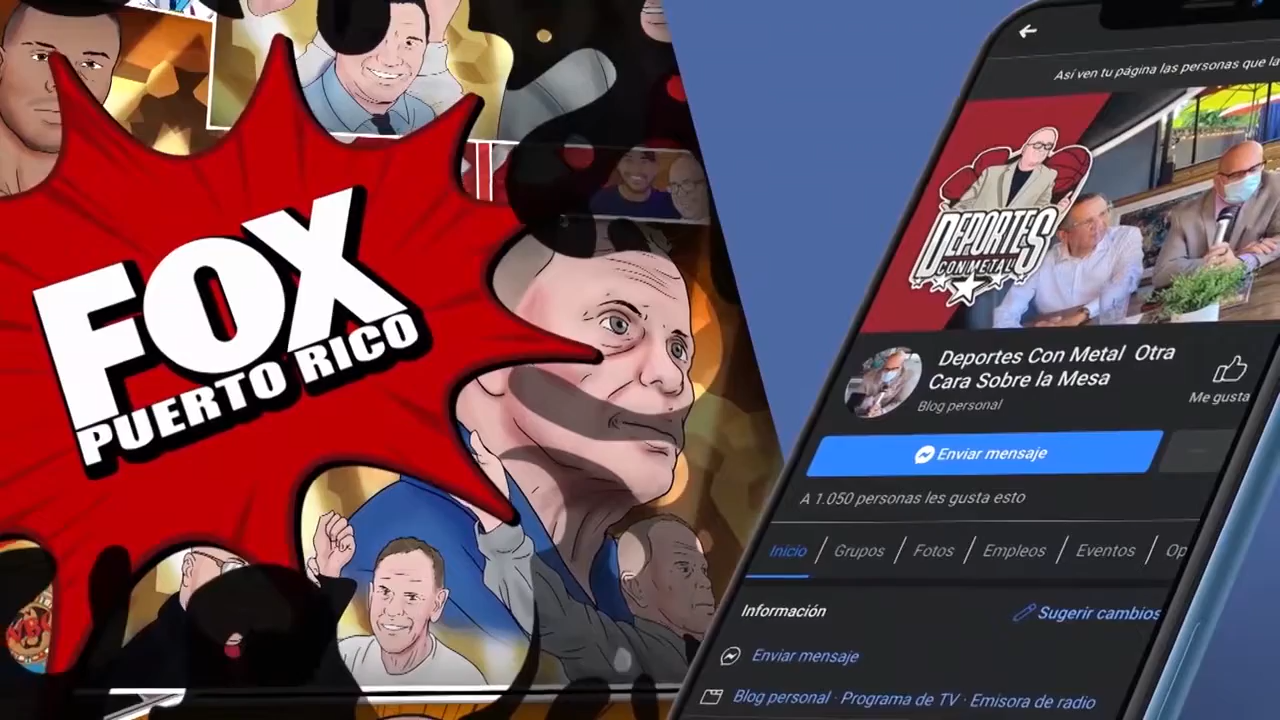 FOX
PUERTO RICO
Así ven tu página las personas que la
DEPORTES
CON METAL
Deportes Con Metal Otra
Cara Sobre la Mesa
Blog personal
Me gusta
Enviar mensaje
A 1.050 personas les gusta esto
Inicio / Grupos / Fotos / Empleos / Eventos / Op
Información
Sugerir cambios
Enviar mensaje
Blog personal · Programa de TV · Emisora de radio